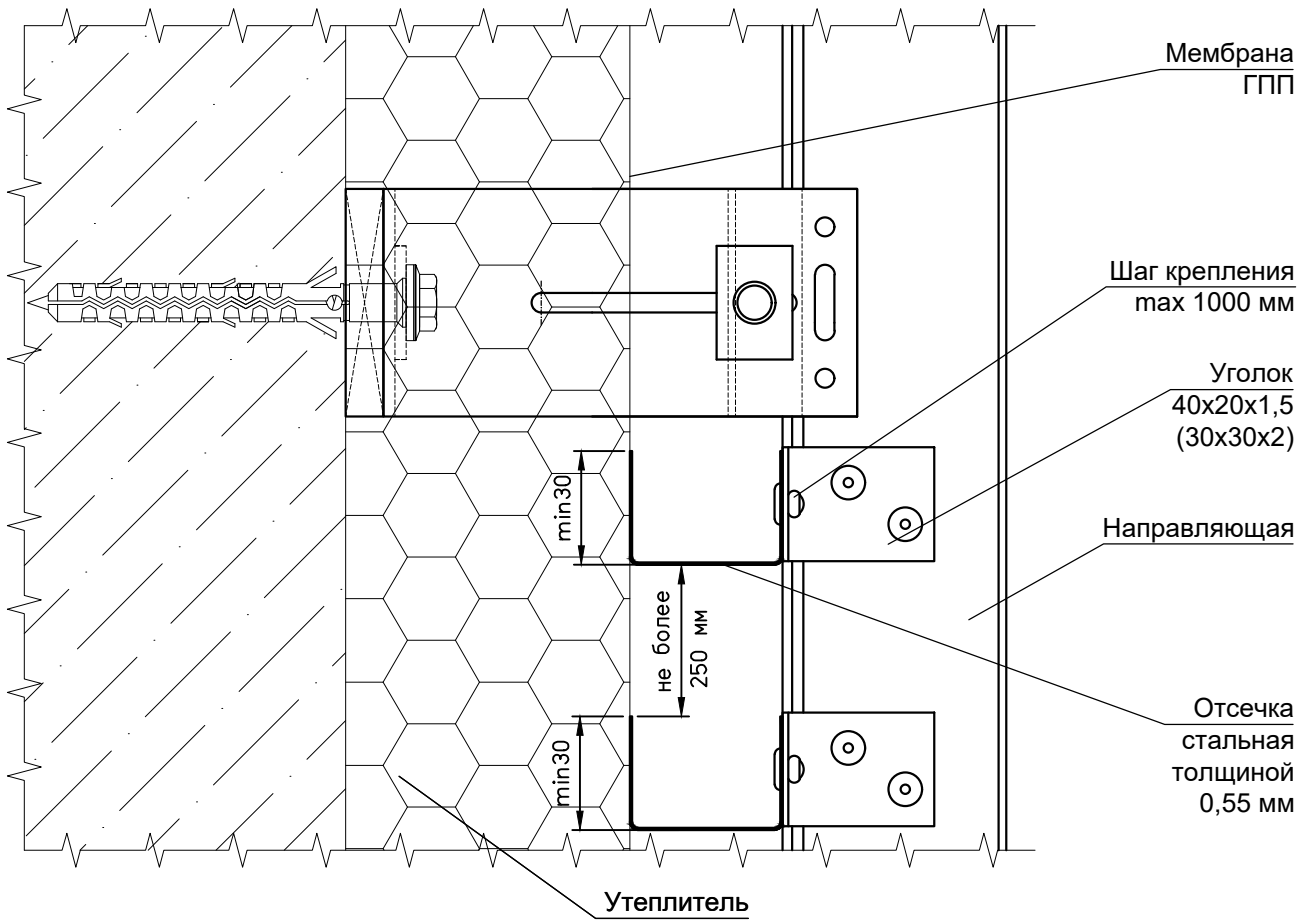 Мембрана
ГПП
Шаг крепления
max 1000 мм
Уголок
40х20х1,5
(30х30х2)
min30
Направляющая
не более
250 мм
Отсечка
стальная
толщиной
0,55 мм
min30
Утеплитель